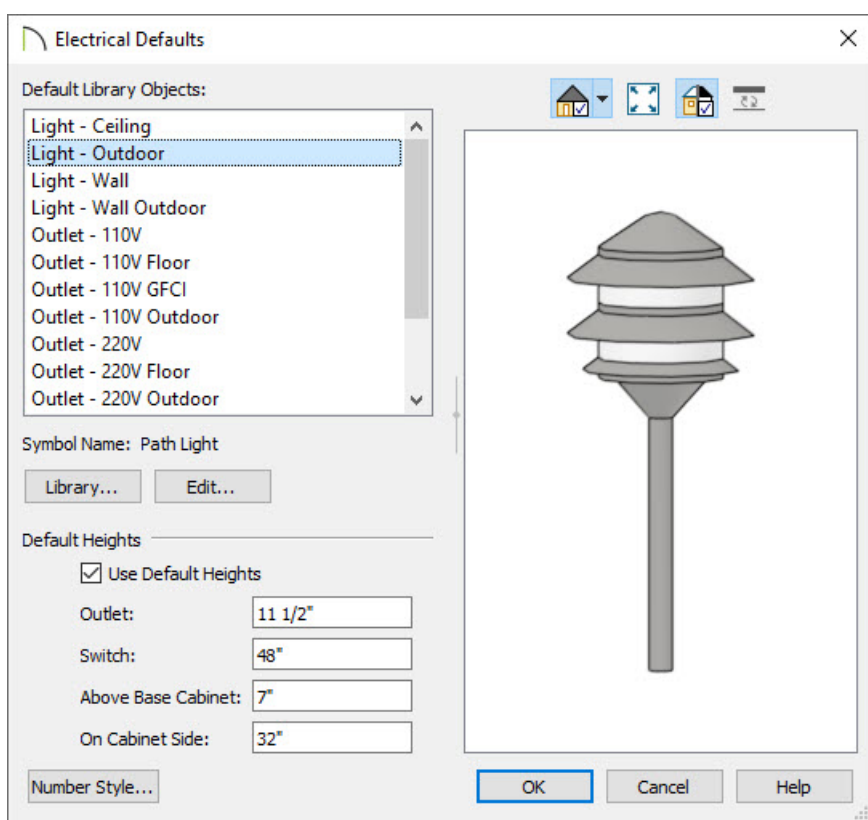 Electrical Defaults
Default Library Objects:
Light - Ceiling
Light - Outdoor
Light - Wall
Light - Wall Outdoor
Outlet - 110V
Outlet - 110V Floor
Outlet - 110V GFCI
Outlet - 110V Outdoor
Outlet - 220V
Outlet - 220V Floor
Outlet - 220V Outdoor
Symbol Name: Path Light
Library...   Edit...
Default Heights
Use Default Heights
Outlet: 11 1/2"
Switch: 48"
Above Base Cabinet: 7"
On Cabinet Side: 32"
Number Style...   OK   Cancel   Help